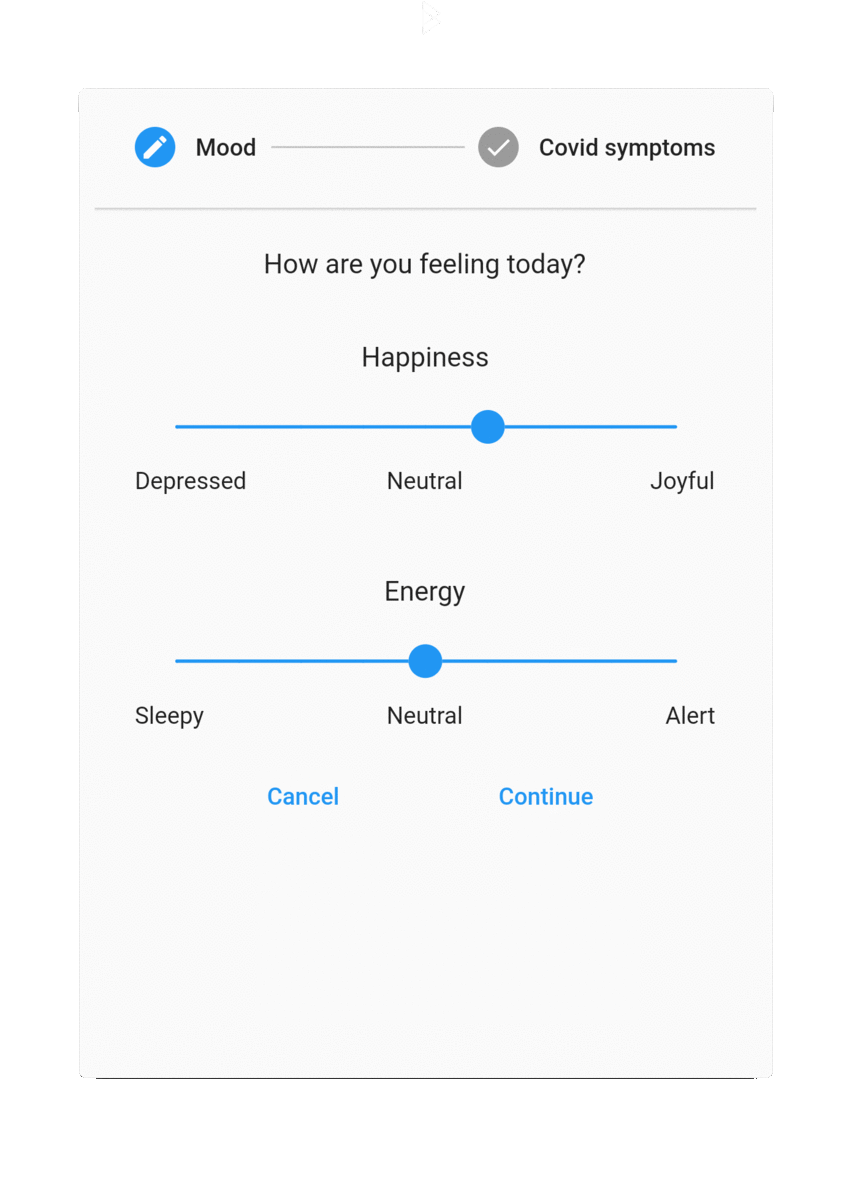 Mood Covid symptoms
How are you feeling today?
Happiness
Depressed Neutral Joyful
Energy
Sleepy Neutral Alert
Cancel Continue